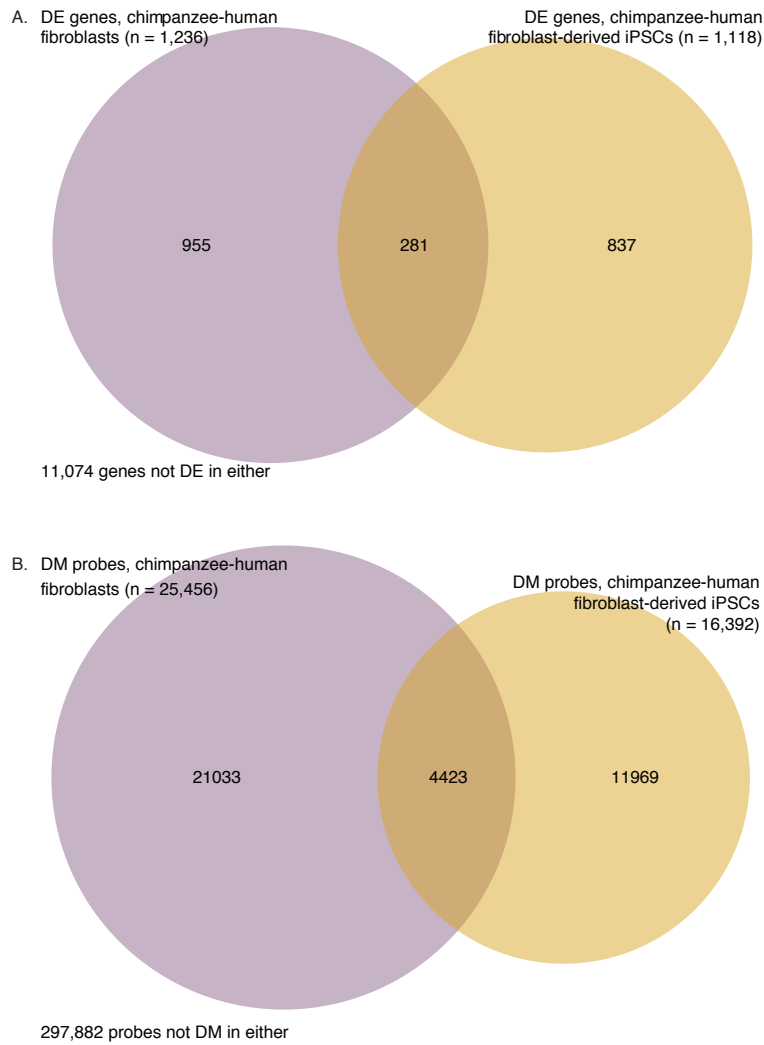 A. DE genes, chimpanzee-human
fibroblasts (n = 1,236)
DE genes, chimpanzee-human
fibroblast-derived iPSCs (n = 1,118)
955
281
837
11,074 genes not DE in either
B. DM probes, chimpanzee-human
fibroblasts (n = 25,456)
DM probes, chimpanzee-human
fibroblast-derived iPSCs
(n = 16,392)
21033
4423
11969
297,882 probes not DM in either